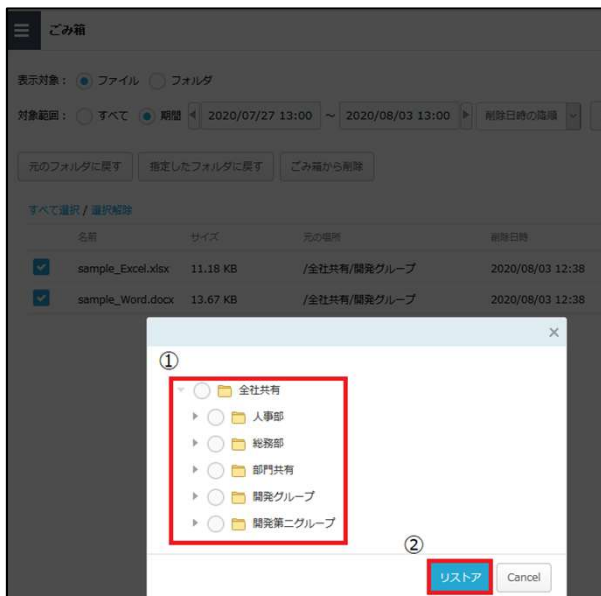 ごみ箱
表示対象： ファイル フォルダ
対象範囲： すべて 期間 2020/07/27 13:00 ～ 2020/08/03 13:00 削除日時の降順
元のフォルダに戻す 指定したフォルダに戻す ごみ箱から削除
すべて選択 / 選択解除
名前 サイズ 元の場所 削除日時
sample_Excel.xlsx 11.18 KB /全社共有/開発グループ 2020/08/03 12:38
sample_Word.docx 13.67 KB /全社共有/開発グループ 2020/08/03 12:38
①
全社共有
人事部
総務部
部門共有
開発グループ
開発第二グループ
②
リストア Cancel